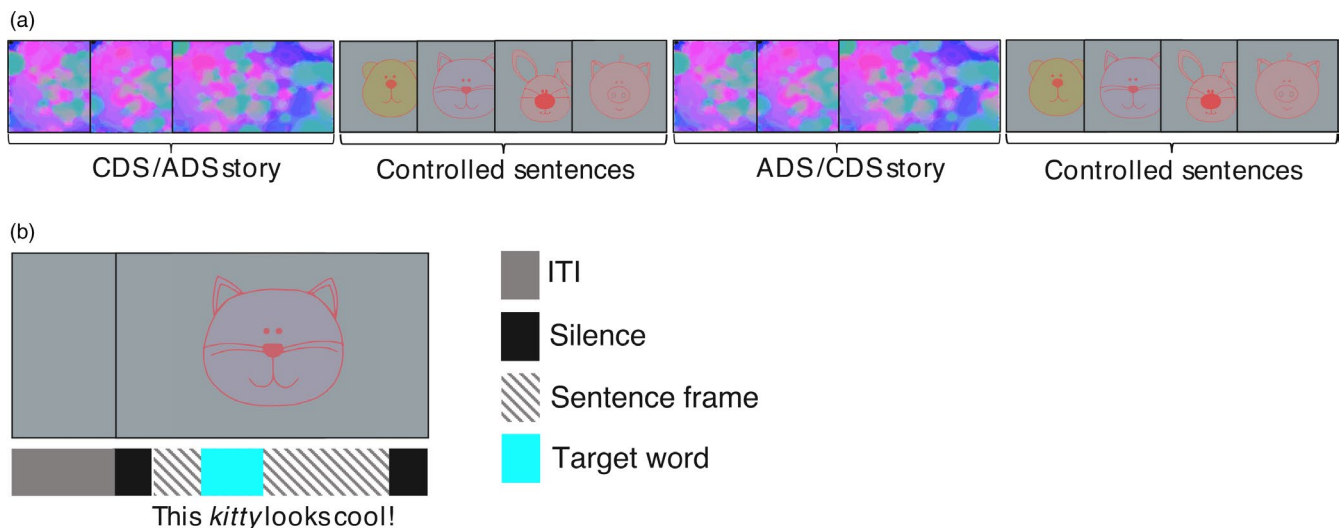 (a)
CDS/ADS story
Controlled sentences
ADS/CDS story
Controlled sentences
(b)
ITI
Silence
Sentence frame
Target word
This kitty looks cool!